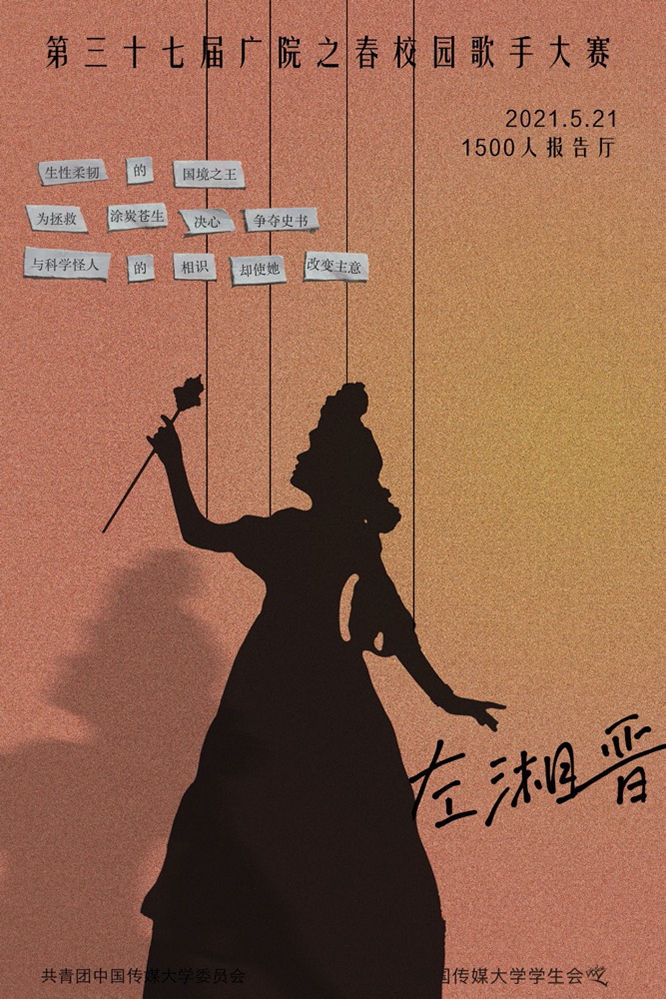 第三十七届广院之春校园歌手大赛
2021.5.21
1500人报告厅
生性柔韧 的 国境之王
为拯救 涂炭苍生 决心 争夺史书
与科学怪人 的 相识 却使她 改变主意
左湘晋
共青团中国传媒大学委员会
国传媒大学学生会